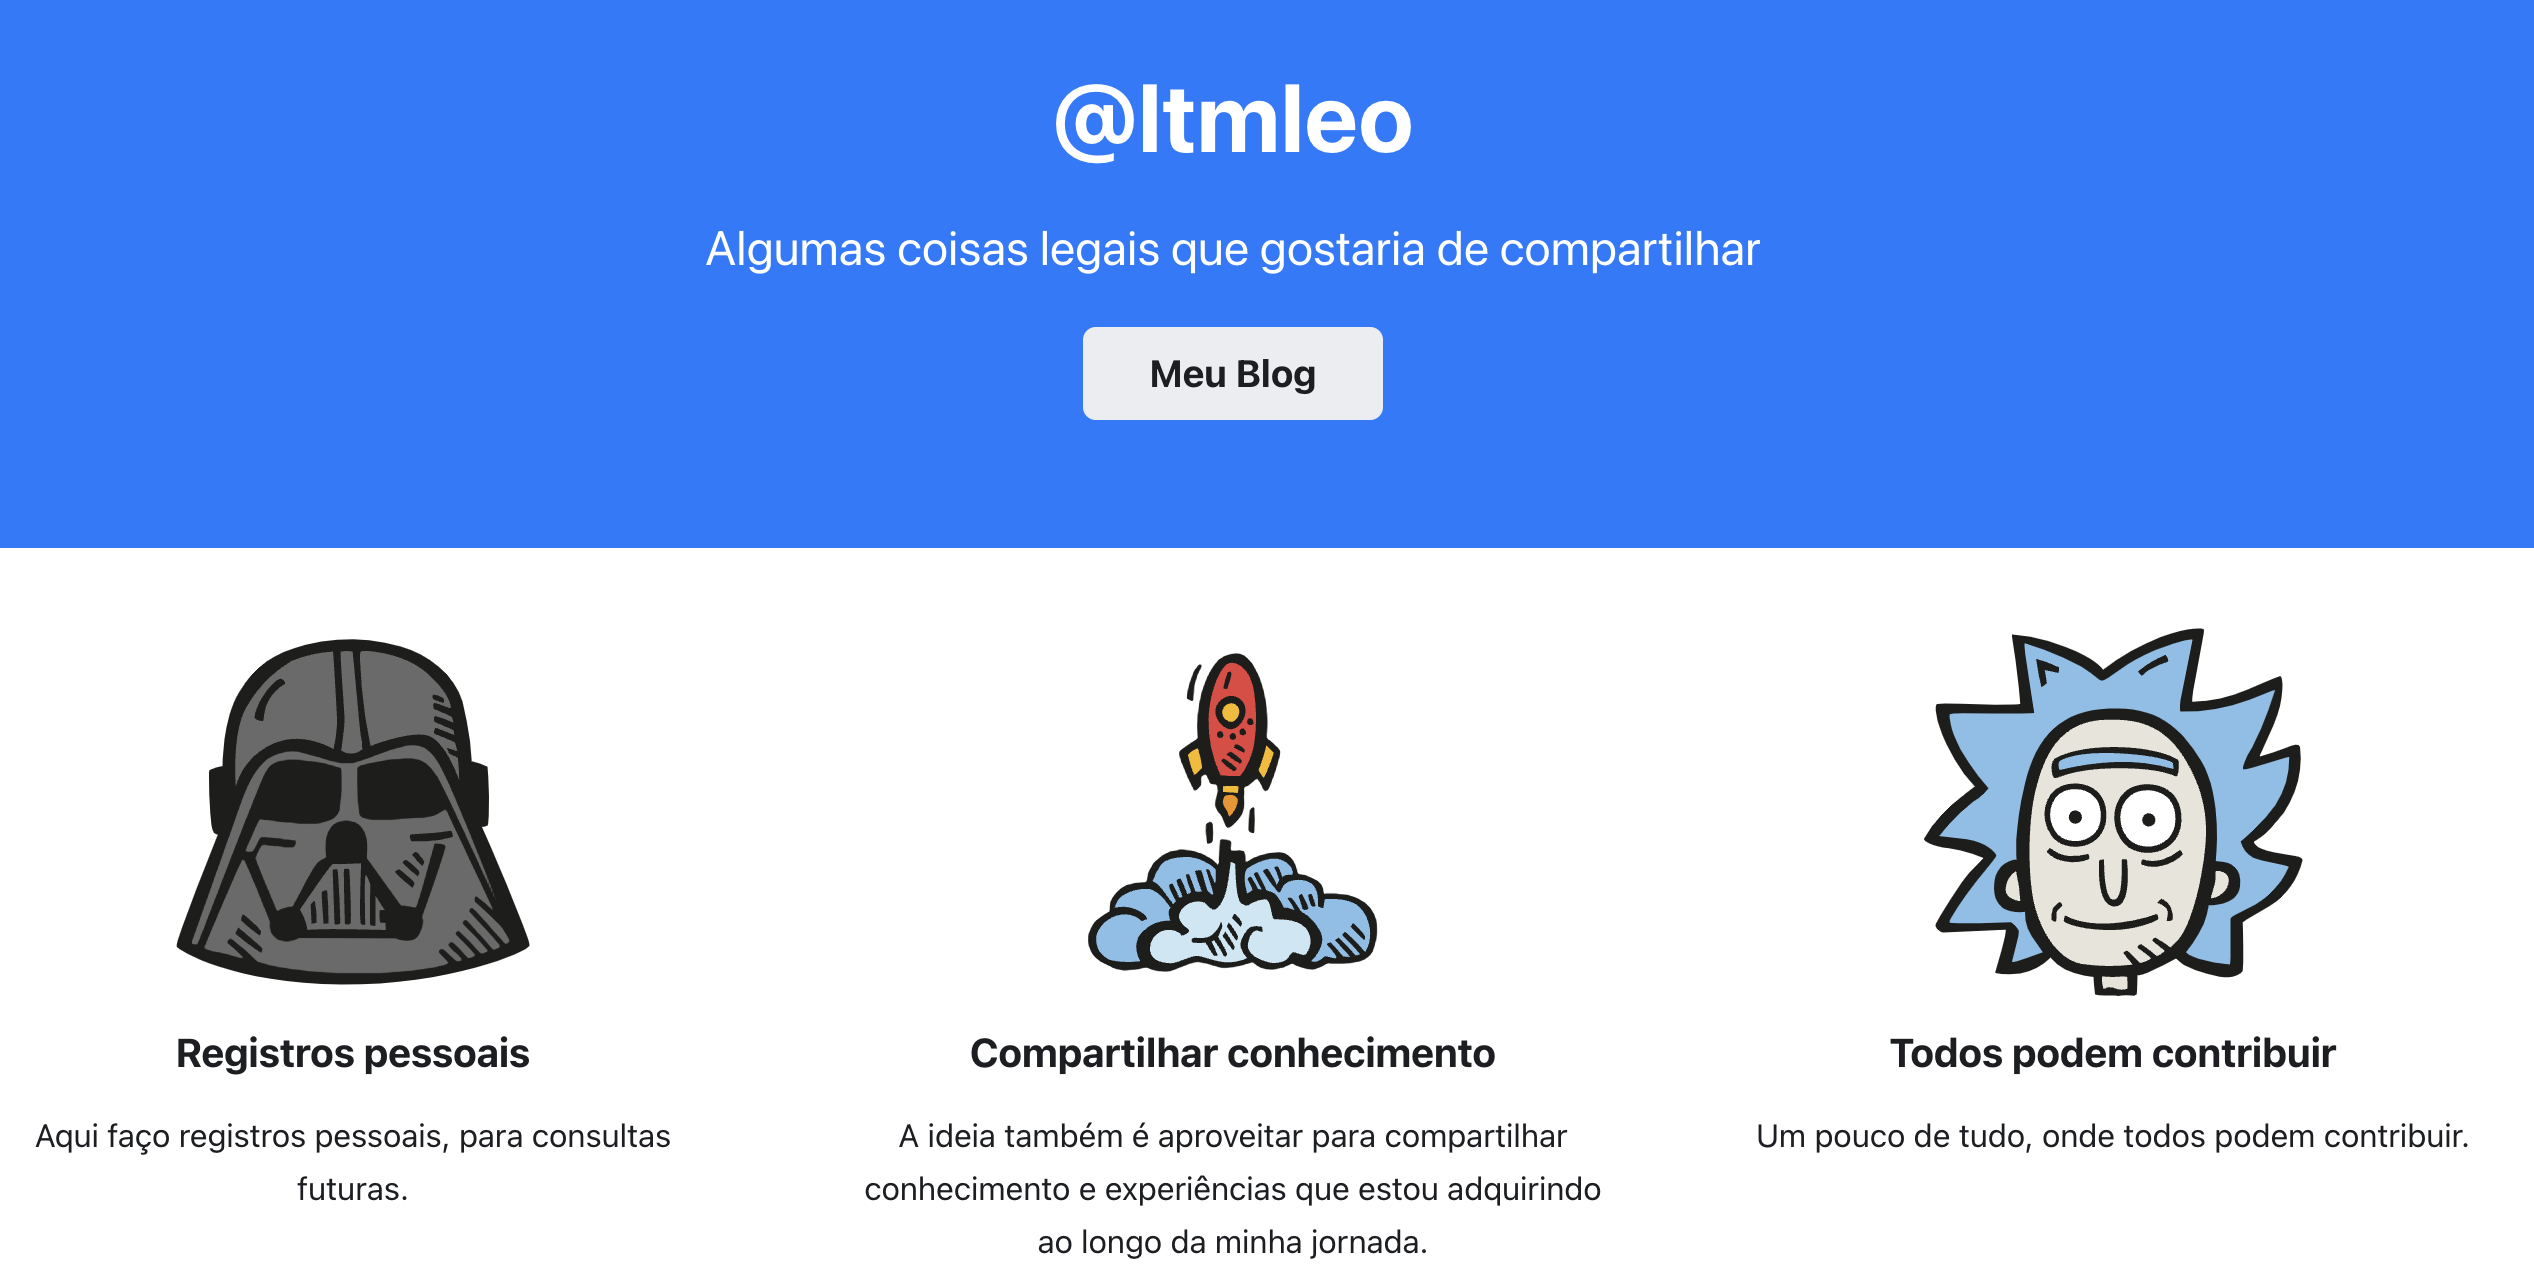 @ltmleo
Algumas coisas legais que gostaria de compartilhar
Meu Blog
Registros pessoais
Aqui faço registros pessoais, para consultas
futuras.
Compartilhar conhecimento
A ideia também é aproveitar para compartilhar
conhecimento e experiências que estou adquirindo
ao longo da minha jornada.
Todos podem contribuir
Um pouco de tudo, onde todos podem contribuir.